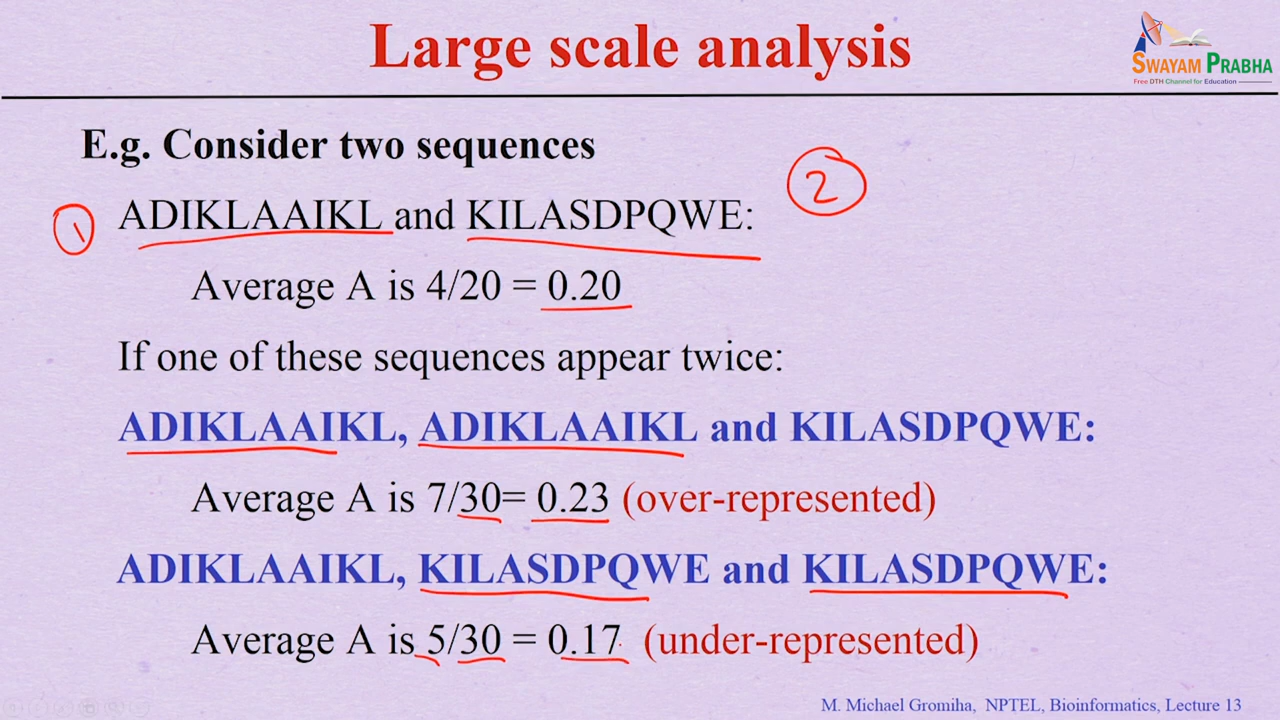 Large scale analysis
SWAYAM PRABHA
Free DTH Channel for Education
E.g. Consider two sequences
2
1
ADIKLAAIKL and KILASDPQWE:
Average A is 4/20 = 0.20
If one of these sequences appear twice:
ADIKLAAIKL, ADIKLAAIKL and KILASDPQWE:
Average A is 7/30= 0.23 (over-represented)
ADIKLAAIKL, KILASDPQWE and KILASDPQWE:
Average A is 5/30 = 0.17 (under-represented)
M. Michael Gromiha, NPTEL, Bioinformatics, Lecture 13